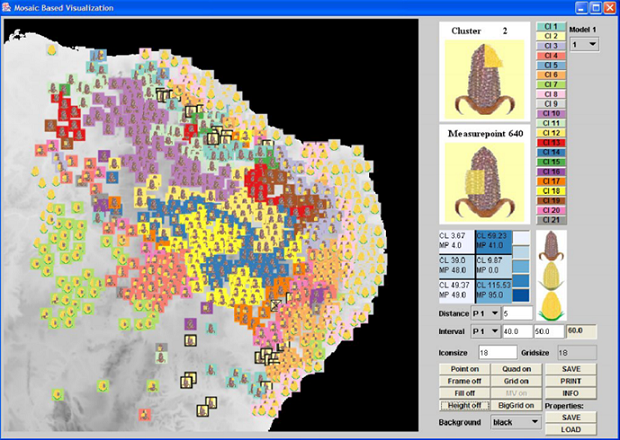 Mosaic Based Visualization
Cluster 2
Measurepoint 640
Cl 1
Cl 2
Cl 3
Cl 4
Cl 5
Cl 6
Cl 7
Cl 8
Cl 9
Cl 10
Cl 11
Cl 12
Cl 13
Cl 14
Cl 15
Cl 16
Cl 17
Cl 18
Cl 19
Cl 20
Cl 21
Model 1
1
CL 3.67 CL 59.23
MP 4.0 MP 41.0
CL 39.0 CL 9.87
MP 48.0 MP 0.0
CL 49.37 CL 115.53
MP 49.0 MP 95.0
Distance P 1 5
Interval P 1 40.0 50.0 60.0
Iconsize 18 Gridsize 18
Point on Quad on SAVE
Frame off Grid on PRINT
Fill off MV on INFO
Height off BigGrid on Properties:
Background black SAVE
LOAD